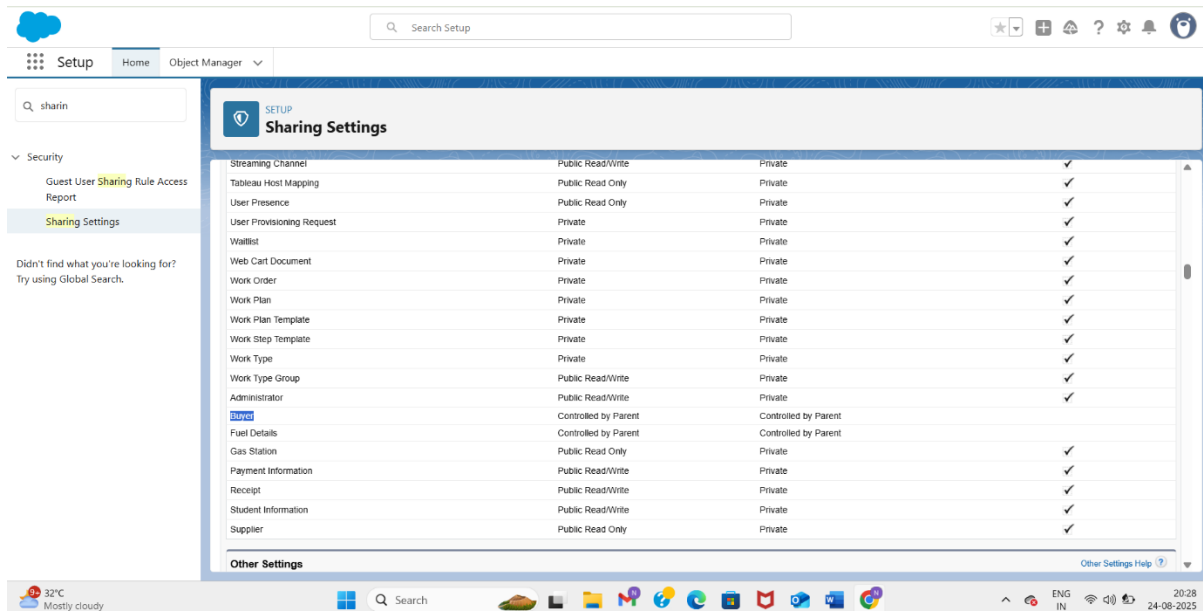 Search Setup
Setup Home Object Manager
sharin
SETUP
Sharing Settings
Security
Guest User Sharing Rule Access
Report
Sharing Settings
Didn't find what you're looking for?
Try using Global Search.
Streaming Channel Public Read/Write Private
Tableau Host Mapping Public Read Only Private
User Presence Public Read Only Private
User Provisioning Request Private Private
Waitlist Private Private
Web Cart Document Private Private
Work Order Private Private
Work Plan Private Private
Work Plan Template Private Private
Work Step Template Private Private
Work Type Private Private
Work Type Group Public Read/Write Private
Administrator Public Read/Write Private
Buyer Controlled by Parent Controlled by Parent
Fuel Details Controlled by Parent Controlled by Parent
Gas Station Public Read Only Private
Payment Information Public Read/Write Private
Receipt Public Read/Write Private
Student Information Public Read/Write Private
Supplier Public Read Only Private
Other Settings Other Settings Help ?
9+ 32°C
Mostly cloudy
Search
ENG
IN
20:28
24-08-2025